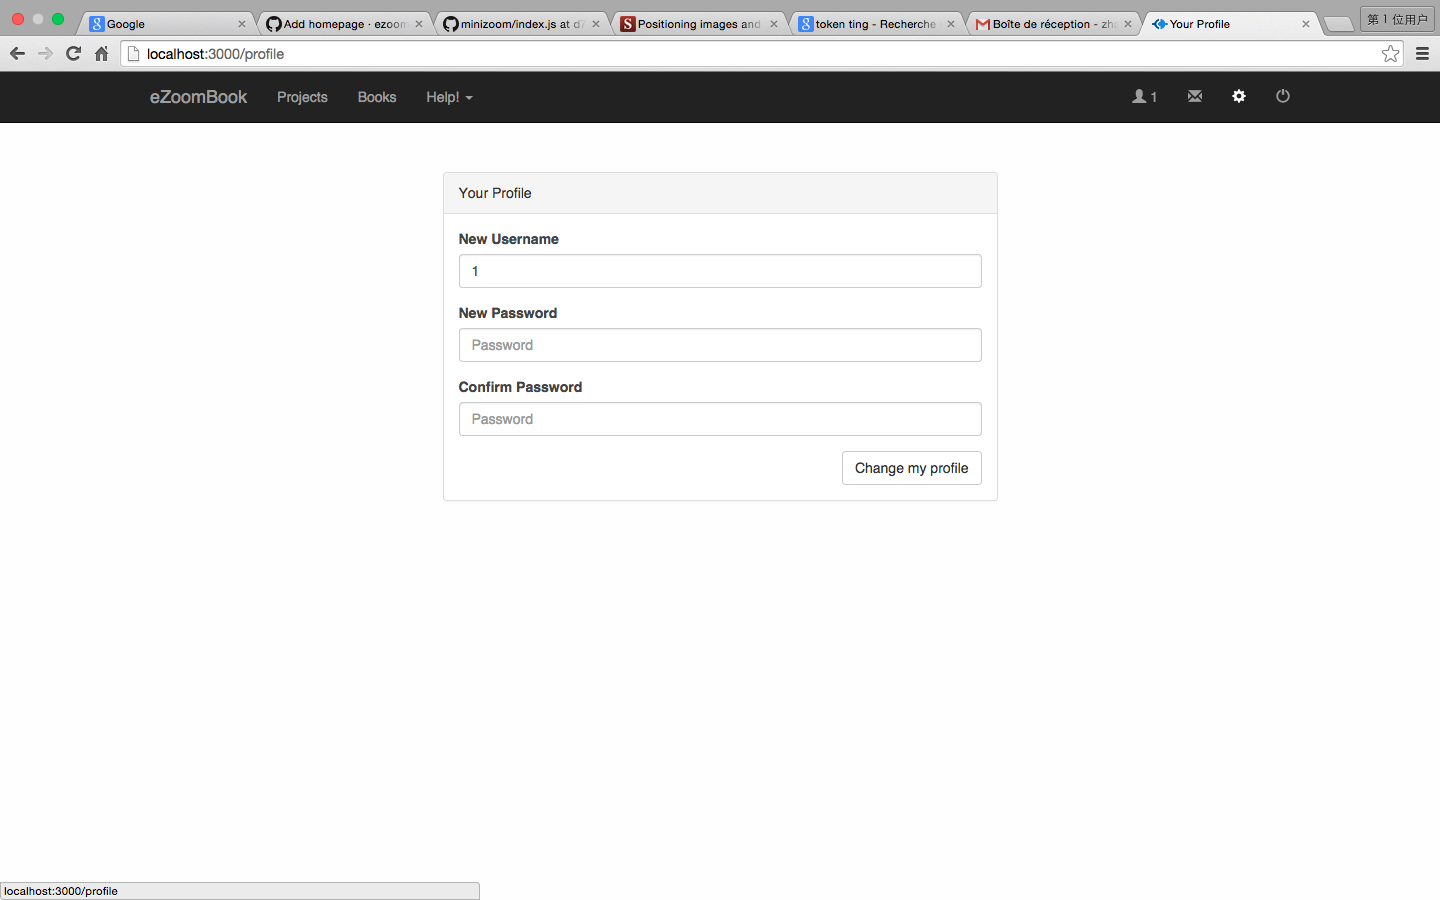 Google
Add homepage · ezoom
minizoom/index.js at d7
Positioning images and
token ting - Recherche
Boîte de réception - zha
Your Profile
第 1 位用户
localhost:3000/profile
eZoomBook
Projects
Books
Help!
1
Your Profile
New Username
1
New Password
Password
Confirm Password
Password
Change my profile
localhost:3000/profile